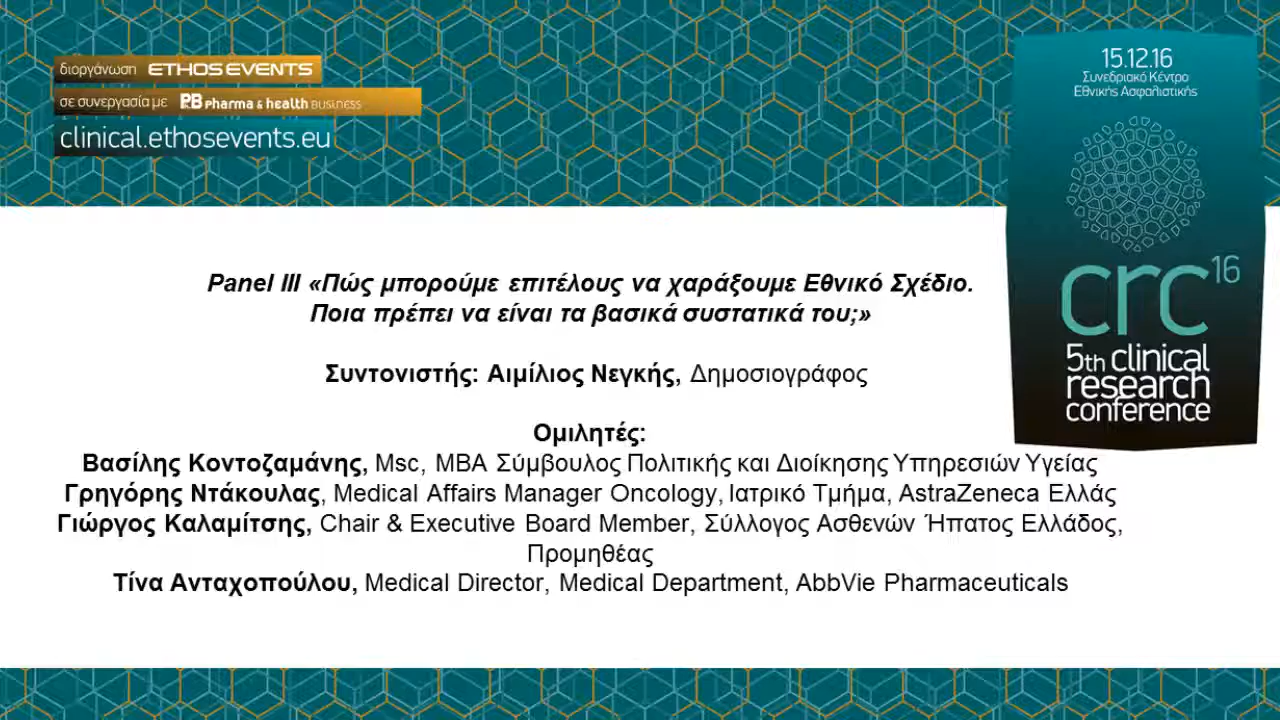 διοργάνωση ETHOS EVENTS
σε συνεργασία με PHB Pharma & health BUSINESS
clinical.ethosevents.eu
15.12.16
Συνεδριακό Κέντρο
Εθνικής Ασφαλιστικής
crc16
5th clinical
research
conference
Panel III «Πώς μπορούμε επιτέλους να χαράξουμε Εθνικό Σχέδιο.
Ποια πρέπει να είναι τα βασικά συστατικά του;»
Συντονιστής: Αιμίλιος Νεγκής, Δημοσιογράφος
Ομιλητές:
Βασίλης Κοντοζαμάνης, Msc, MBA Σύμβουλος Πολιτικής και Διοίκησης Υπηρεσιών Υγείας
Γρηγόρης Ντάκουλας, Medical Affairs Manager Oncology, Ιατρικό Τμήμα, AstraZeneca Ελλάς
Γιώργος Καλαμίτσης, Chair & Executive Board Member, Σύλλογος Ασθενών Ήπατος Ελλάδος,
Προμηθέας
Τίνα Ανταχοπούλου, Medical Director, Medical Department, AbbVie Pharmaceuticals